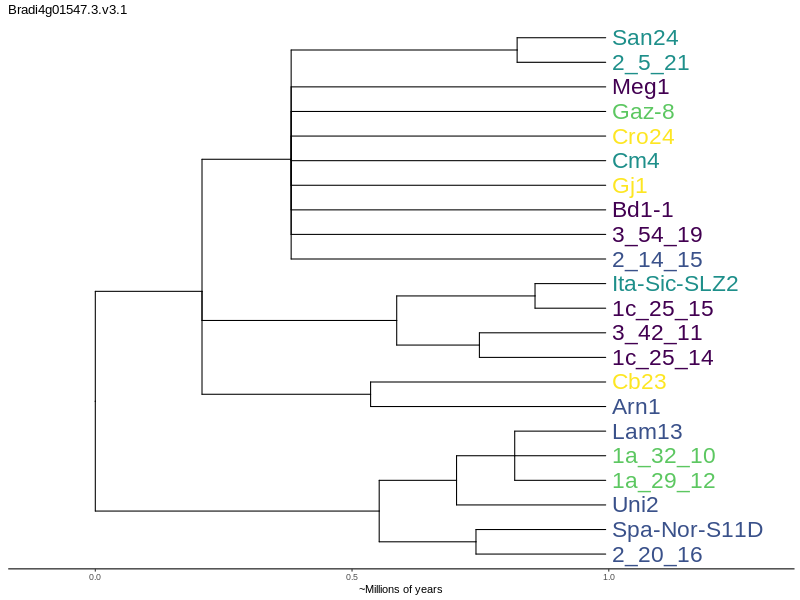 Bradi4g01547.3.v3.1
San24
2_5_21
Meg1
Gaz-8
Cro24
Cm4
Gj1
Bd1-1
3_54_19
2_14_15
Ita-Sic-SLZ2
1c_25_15
3_42_11
1c_25_14
Cb23
Arn1
Lam13
1a_32_10
1a_29_12
Uni2
Spa-Nor-S11D
2_20_16
0.0 0.5 1.0
~Millions of years